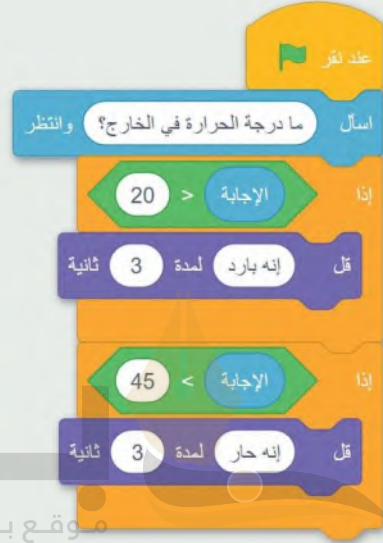 عند نقر
اسأل ما درجة الحرارة في الخارج؟ وانتظر
إذا الإجابة < 20
قل إنه بارد لمدة 3 ثانية
إذا الإجابة > 45
قل إنه حار لمدة 3 ثانية
موقع